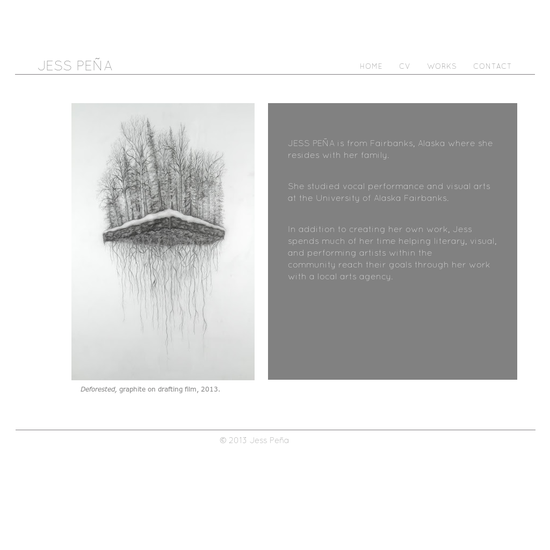 JESS PEÑA
HOME CV WORKS CONTACT
JESS PEÑA is from Fairbanks, Alaska where she
resides with her family.
She studied vocal performance and visual arts
at the University of Alaska Fairbanks.
In addition to creating her own work, Jess
spends much of her time helping literary, visual,
and performing artists within the
community reach their goals through her work
with a local arts agency.
Deforested, graphite on drafting film, 2013.
© 2013 Jess Peña